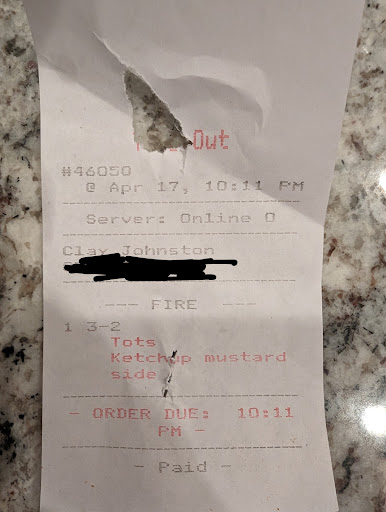 Out
#46050
@ Apr 17, 10:11 PM
Server: Online O
Clay Johnston
--- FIRE ---
1 3-2
Tots
Ketchup mustard
side
- ORDER DUE: 10:11
PM -
- Paid -